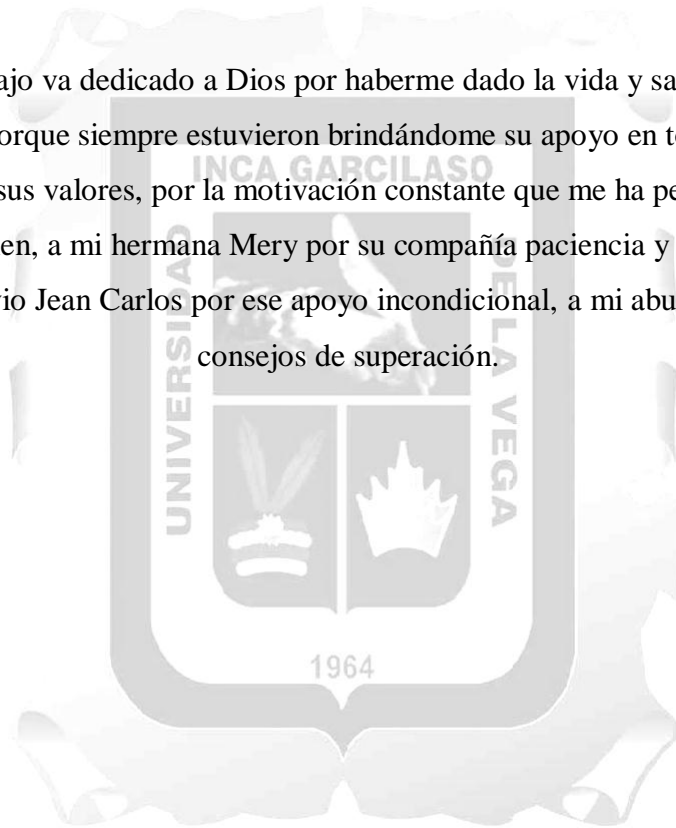 ajo va dedicado a Dios por haberme dado la vida y sa
orque siempre estuvieron brindándome su apoyo en t
sus valores, por la motivación constante que me ha pe
en, a mi hermana Mery por su compañía paciencia y
io Jean Carlos por ese apoyo incondicional, a mi abu
consejos de superación.
UNIVERSIDAD
INCA GARCILASO
DE LA VEGA
1964